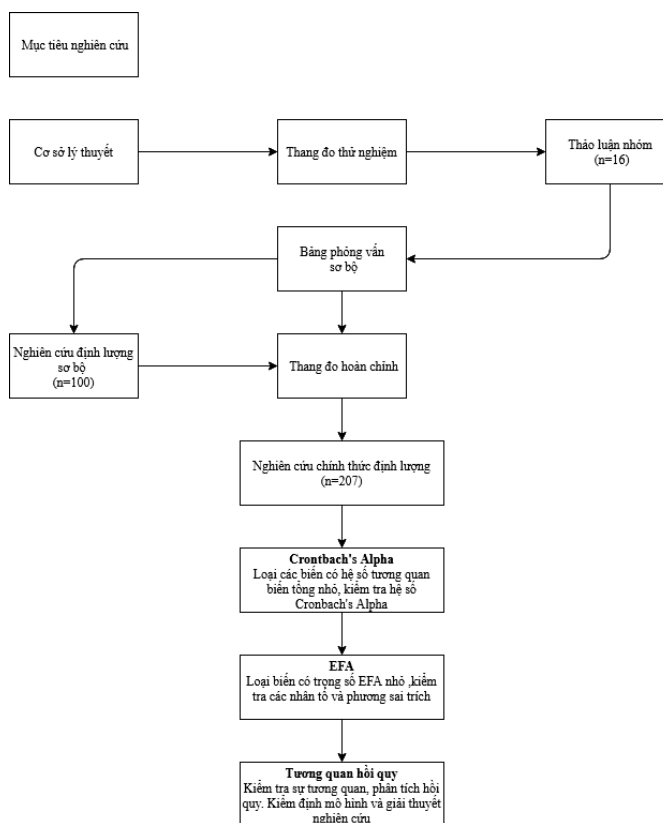 Mục tiêu nghiên cứu
Cơ sở lý thuyết
Thang đo thử nghiệm
Thảo luận nhóm
(n=16)
Bảng phỏng vấn
sơ bộ
Nghiên cứu định lượng
sơ bộ
(n=100)
Thang đo hoàn chỉnh
Nghiên cứu chính thức định lượng
(n=207)
Crontbach's Alpha
Loại các biến có hệ số tương quan
biến tổng nhỏ, kiểm tra hệ số
Cronbach's Alpha
EFA
Loại biến có trọng số EFA nhỏ ,kiểm
tra các nhân tố và phương sai trích
Tương quan hồi quy
Kiểm tra sự tương quan, phân tích hồi
quy. Kiểm định mô hình và giải thuyết
nghiên cứu